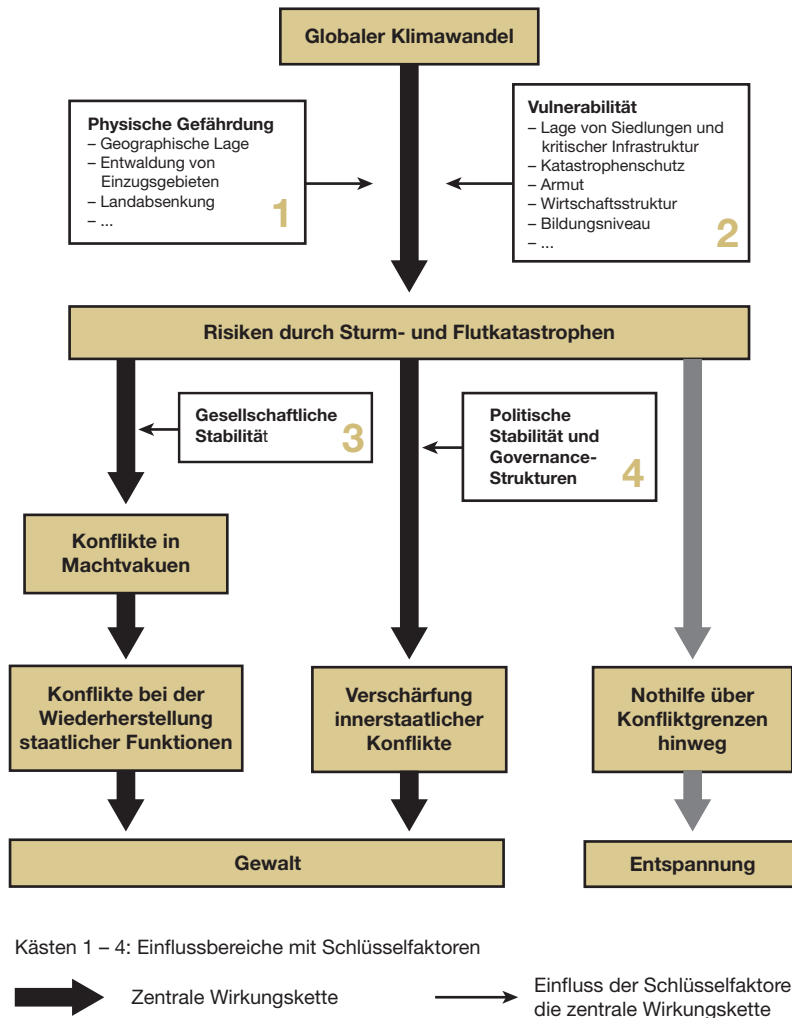 Globaler Klimawandel
Physische Gefährdung
– Geographische Lage
– Entwaldung von
Einzugsgebieten
– Landabsenkung
– ...
1
Vulnerabilität
– Lage von Siedlungen und
kritischer Infrastruktur
– Katastrophenschutz
– Armut
– Wirtschaftsstruktur
– Bildungsniveau
– ...
2
Risiken durch Sturm- und Flutkatastrophen
Gesellschaftliche
Stabilität
3
Politische
Stabilität und
Governance-
Strukturen
4
Konflikte in
Machtvakuen
Konflikte bei der
Wiederherstellung
staatlicher Funktionen
Verschärfung
innerstaatlicher
Konflikte
Nothilfe über
Konfliktgrenzen
hinweg
Gewalt
Entspannung
Kästen 1 – 4: Einflussbereiche mit Schlüsselfaktoren
Zentrale Wirkungskette
Einfluss der Schlüsselfaktore
die zentrale Wirkungskette